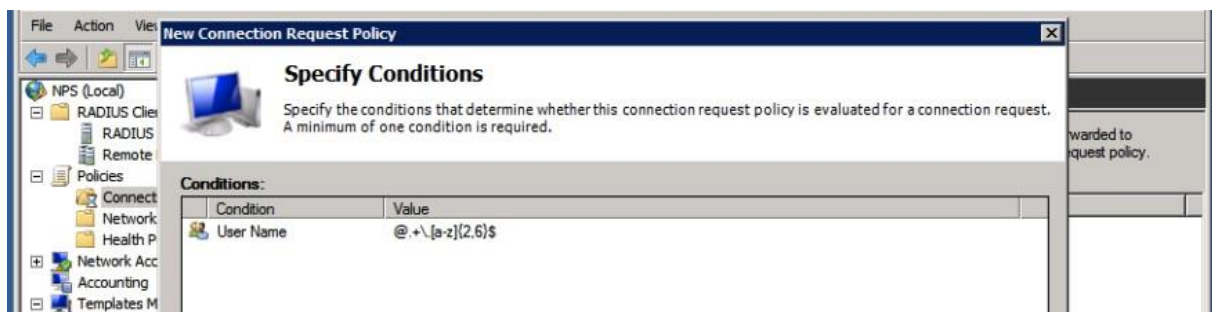 File Action Vie
New Connection Request Policy
Specify Conditions
Specify the conditions that determine whether this connection request policy is evaluated for a connection request.
A minimum of one condition is required.
NPS (Local)
RADIUS Clie
RADIUS
Remote
Policies
Connect
Network
Health P
Network Acc
Accounting
Templates M
Conditions:
Condition Value
User Name @.+\.[a-z]{2,6}$
warded to
quest policy.